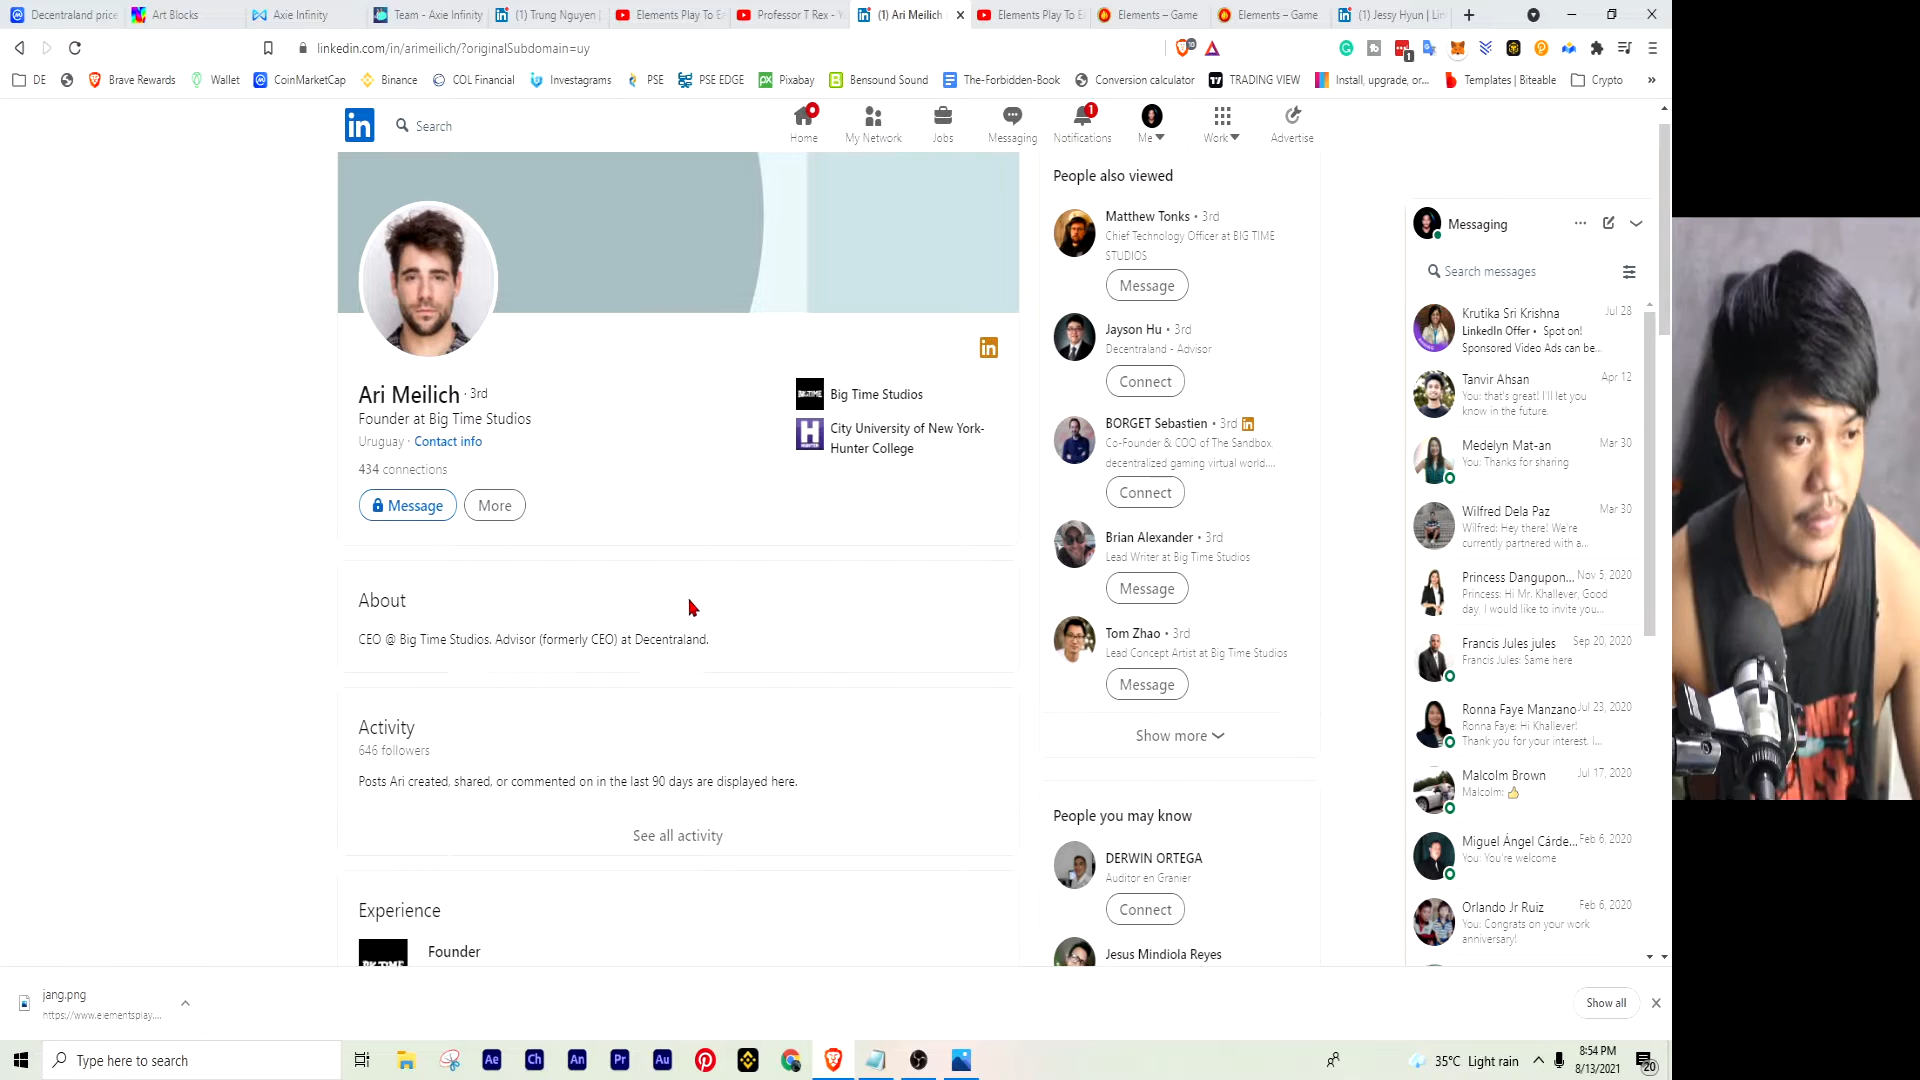 Decentraland price
Art Blocks
Axie Infinity
Team - Axie Infinity
(1) Trung Nguyen |
Elements Play To E
Professor T Rex - Y
(1) Ari Meilich
Elements Play To E
Elements – Game
Elements – Game
(1) Jessy Hyun | Lin
linkedin.com/in/arimeilich/?originalSubdomain=uy
DE
Brave Rewards
Wallet
CoinMarketCap
Binance
COL Financial
Investagrams
PSE
PSE EDGE
Pixabay
Bensound Sound
The-Forbidden-Book
Conversion calculator
TRADING VIEW
Install, upgrade, or...
Templates | Biteable
Crypto
»
in
Search
Home
My Network
Jobs
Messaging
1
Notifications
Me
Work
Advertise
Ari Meilich · 3rd
Founder at Big Time Studios
Uruguay · Contact info
434 connections
Message
More
in
Big Time Studios
City University of New York-
Hunter College
About
CEO @ Big Time Studios. Advisor (formerly CEO) at Decentraland.
Activity
646 followers
Posts Ari created, shared, or commented on in the last 90 days are displayed here.
See all activity
Experience
Founder
People also viewed
Matthew Tonks • 3rd
Chief Technology Officer at BIG TIME
STUDIOS
Message
Jayson Hu • 3rd
Decentraland - Advisor
Connect
BORGET Sebastien • 3rd
Co-Founder & COO of The Sandbox,
decentralized gaming virtual world....
Connect
Brian Alexander • 3rd
Lead Writer at Big Time Studios
Message
Tom Zhao • 3rd
Lead Concept Artist at Big Time Studios
Message
Show more
People you may know
DERWIN ORTEGA
Auditor en Granier
Connect
Jesus Mindiola Reyes
Messaging
Search messages
Krutika Sri Krishna Jul 28
LinkedIn Offer • Spot on!
Sponsored Video Ads can be...
Tanvir Ahsan Apr 12
You: that's great! I'll let you
know in the future.
Medelyn Mat-an Mar 30
You: Thanks for sharing
Wilfred Dela Paz Mar 30
Wilfred: Hey there! We're
currently partnered with a...
Princess Dangupon... Nov 5, 2020
Princess: Hi Mr. Khallever, Good
day, I would like to invite you...
Francis Jules jules Sep 20, 2020
Francis Jules: Same here
Ronna Faye Manzano Jul 23, 2020
Ronna Faye: Hi Khallever!
Thank you for your interest. I...
Malcolm Brown Jul 17, 2020
Malcolm: 👍
Miguel Ángel Cárde... Feb 6, 2020
You: You're welcome
Orlando Jr Ruiz Feb 6, 2020
You: Congrats on your work
anniversary!
jang.png
https://www.elementsplay....
Show all
Type here to search
Ae
Ch
An
Pr
Au
35°C Light rain
8:54 PM
8/13/2021
20